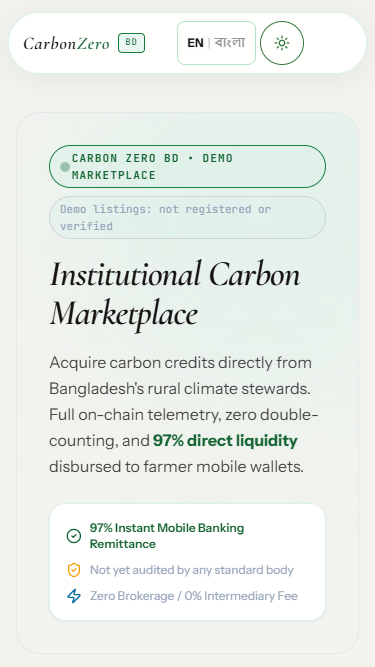 CarbonZero BD EN | বাংলা
CARBON ZERO BD • DEMO
MARKETPLACE
Demo listings: not registered or
verified
Institutional Carbon
Marketplace
Acquire carbon credits directly from
Bangladesh's rural climate stewards.
Full on-chain telemetry, zero double-
counting, and 97% direct liquidity
disbursed to farmer mobile wallets.
97% Instant Mobile Banking
Remittance
Not yet audited by any standard body
Zero Brokerage / 0% Intermediary Fee